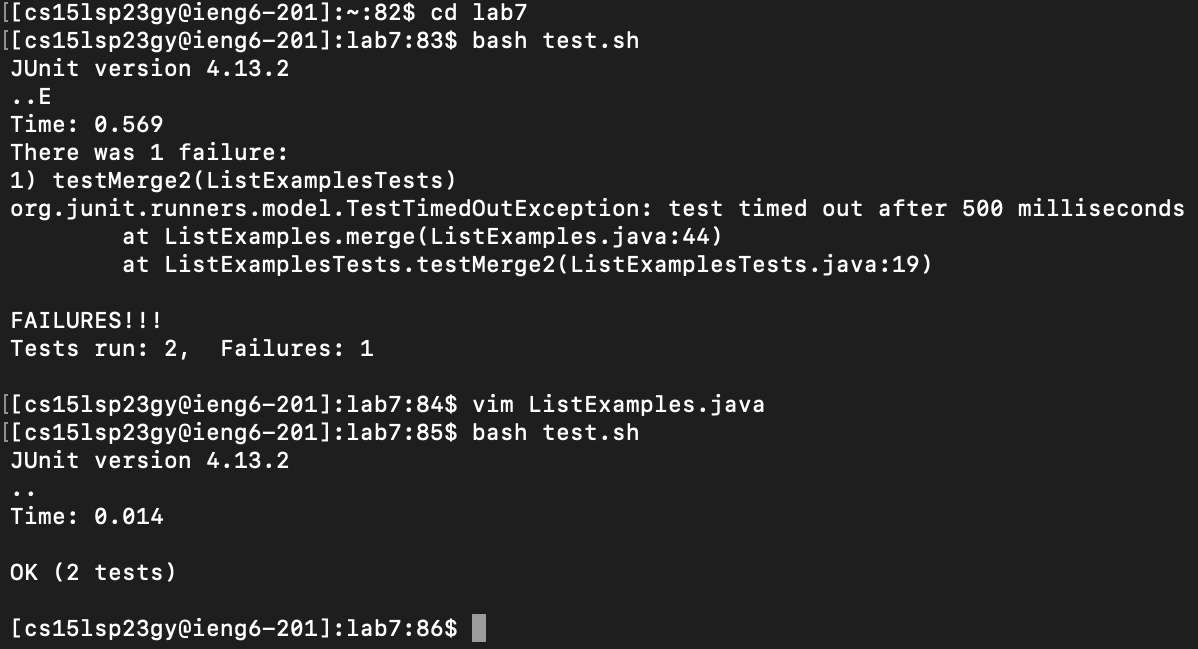 [[cs15lsp23gy@ieng6-201]:~:82$ cd lab7
[[cs15lsp23gy@ieng6-201]:lab7:83$ bash test.sh
JUnit version 4.13.2
..E
Time: 0.569
There was 1 failure:
1) testMerge2(ListExamplesTests)
org.junit.runners.model.TestTimedOutException: test timed out after 500 milliseconds
        at ListExamples.merge(ListExamples.java:44)
        at ListExamplesTests.testMerge2(ListExamplesTests.java:19)

FAILURES!!!
Tests run: 2,  Failures: 1

[[cs15lsp23gy@ieng6-201]:lab7:84$ vim ListExamples.java
[[cs15lsp23gy@ieng6-201]:lab7:85$ bash test.sh
JUnit version 4.13.2
..
Time: 0.014

OK (2 tests)

[cs15lsp23gy@ieng6-201]:lab7:86$